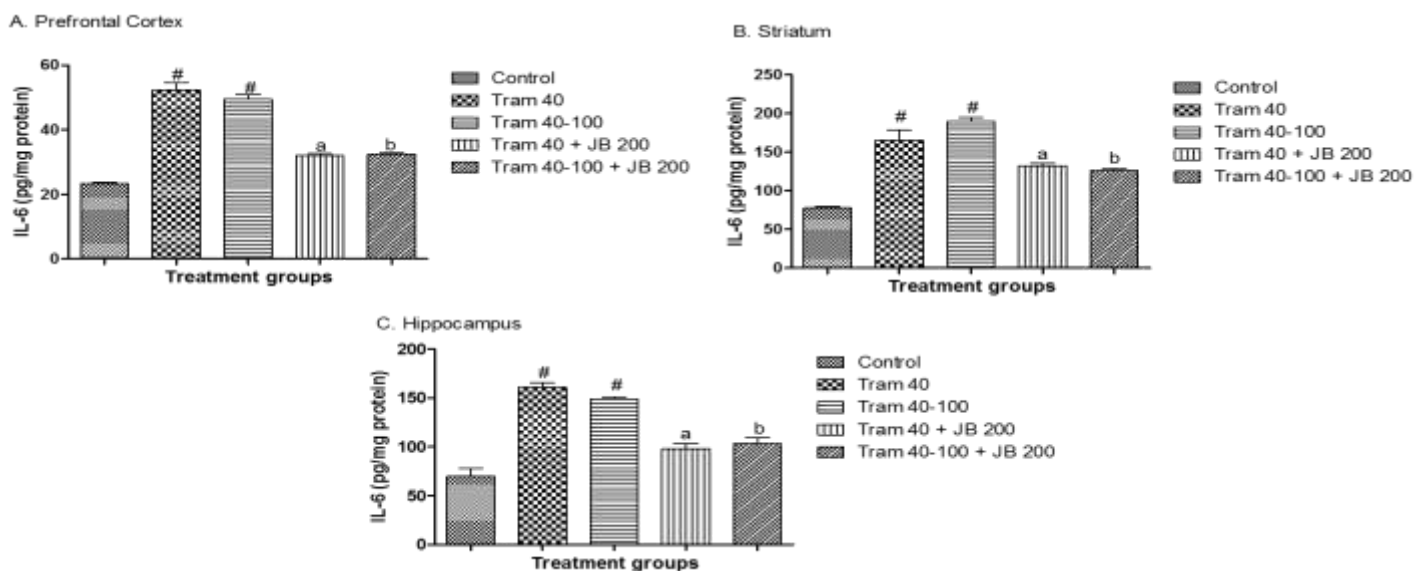 A. Prefrontal Cortex
IL-6 (pg/mg protein)
60
40
20
0
#
#
a
b
Treatment groups
Control
Tram 40
Tram 40-100
Tram 40 + JB 200
Tram 40-100 + JB 200
B. Striatum
IL-6 (pg/mg protein)
250
200
150
100
50
0
#
#
a
b
Treatment groups
Control
Tram 40
Tram 40-100
Tram 40 + JB 200
Tram 40-100 + JB 200
C. Hippocampus
IL-6 (pg/mg protein)
200
150
100
50
0
#
#
a
b
Treatment groups
Control
Tram 40
Tram 40-100
Tram 40 + JB 200
Tram 40-100 + JB 200